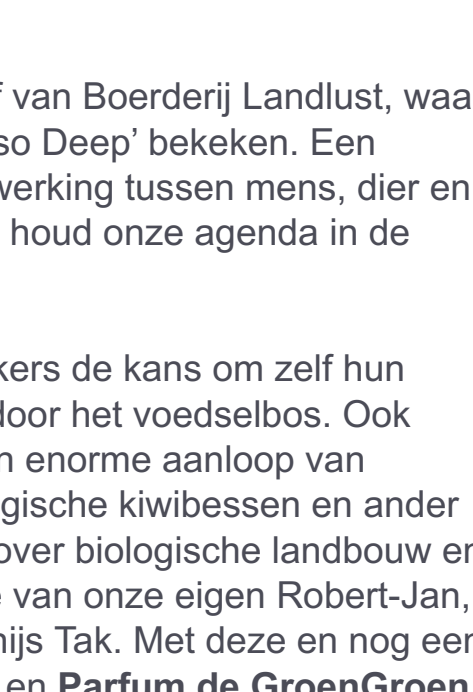 van Boerderij Landlust, waa
so Deep’ bekeken. Een
werking tussen mens, dier en
houd onze agenda in de
kers de kans om zelf hun
door het voedselbos. Ook
n enorme aanloop van
gische kiwibessen en ander
over biologische landbouw en
van onze eigen Robert-Jan,
nijs Tak. Met deze en nog een
en Parfum de GroenGroen